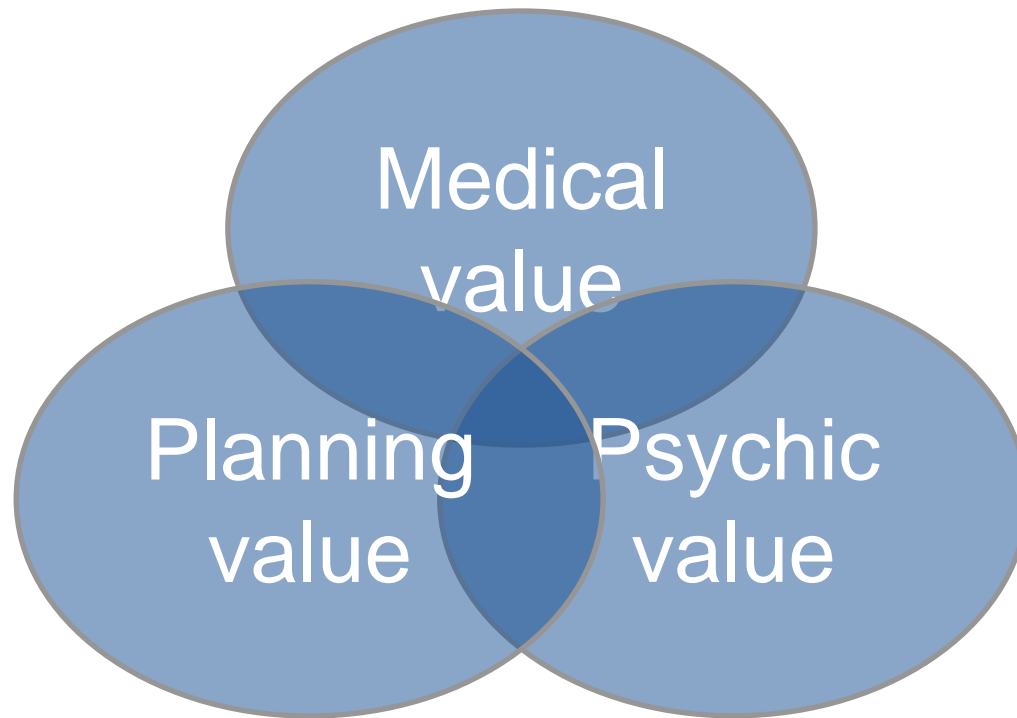 Medical
value
Planning
value
Psychic
value